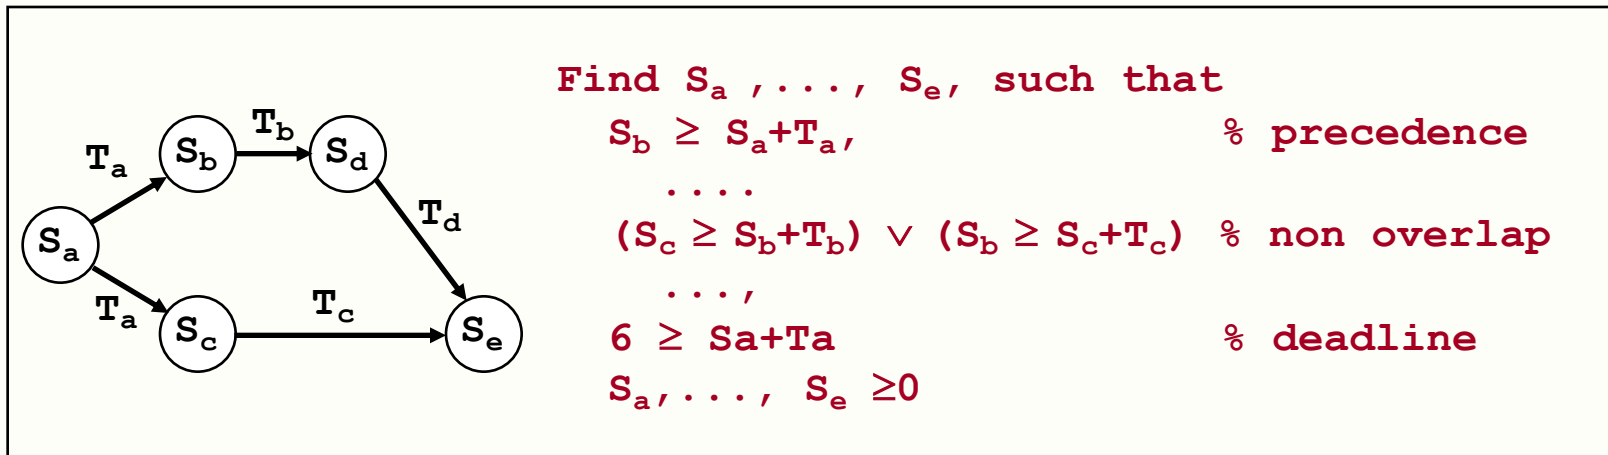 Find Sa ,..., Se, such that
Sb ≥ Sa+Ta, % precedence
....
(Sc ≥ Sb+Tb) ∨ (Sb ≥ Sc+Tc) % non overlap
...,
6 ≥ Sa+Ta % deadline
Sa,..., Se ≥0
Ta
Tb
Sb
Sd
Td
Sa
Ta
Tc
Sc
Se